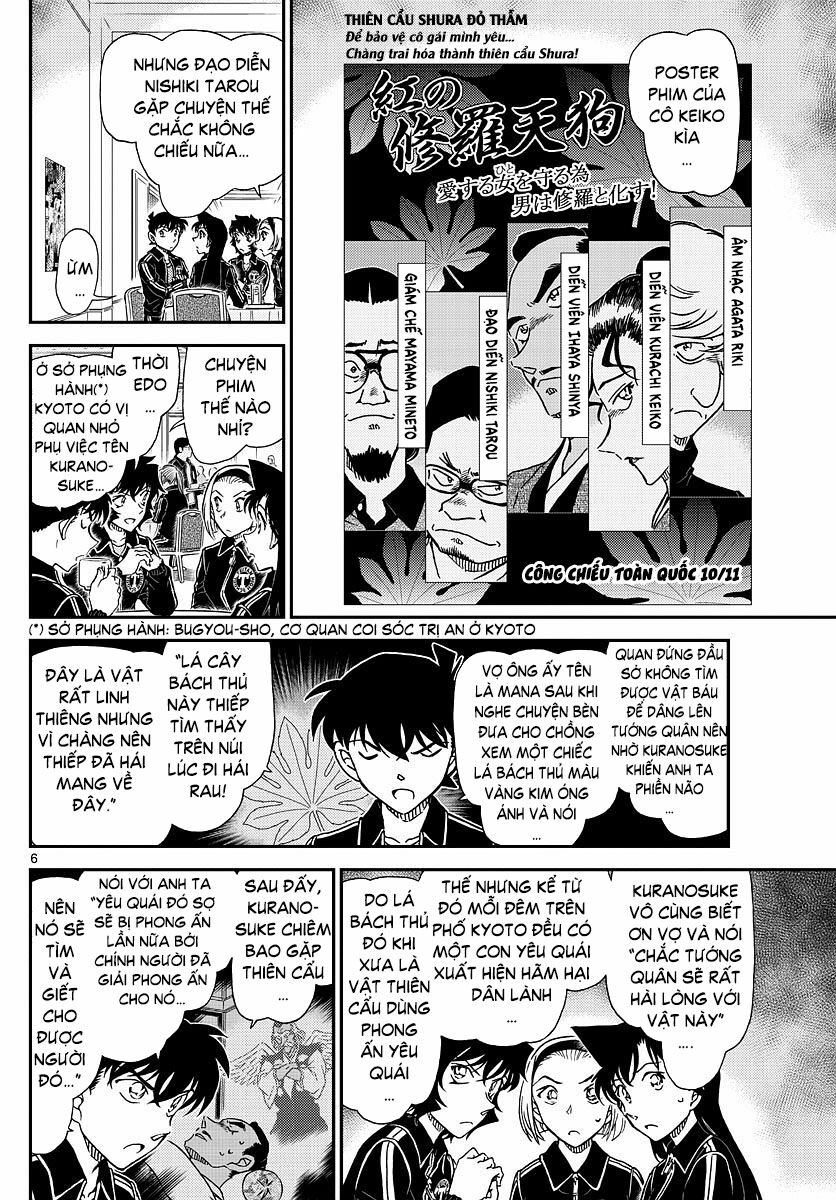 THIÊN CẨU SHURA ĐỎ THẪM
Để bảo vệ cô gái mình yêu...
Chàng trai hóa thành thiên cẩu Shura!
POSTER
PHIM CỦA
CÔ KEIKO
KÌA
...
紅の
修羅天狗
愛する女を守る為
ひと
男は修羅と化す!
ÂM NHẠC AGATA RIKI
DIỄN VIÊN KURACHI KEIKO
DIỄN VIÊN IHAYA SHINYA
ĐẠO DIỄN NISHIKI TAROU
GIÁM CHẾ MAYAMA MINETO
CÔNG CHIẾU TOÀN QUỐC 10/11
NHƯNG ĐẠO DIỄN
NISHIKI TAROU
GẶP CHUYỆN THẾ
CHẮC KHÔNG
CHIẾU NỮA...
ỪM
...
CHUYỆN
PHIM
THẾ NÀO
NHỈ?
THỜI
EDO
...
Ở SỞ PHỤNG
HÀNH(*)
KYOTO CÓ VỊ
QUAN NHỎ
PHỤ VIỆC TÊN
KURANO-
SUKE...
(*) SỞ PHỤNG HÀNH: BUGYOU-SHO, CƠ QUAN COI SÓC TRỊ AN Ở KYOTO
QUAN ĐỨNG ĐẦU
SỞ KHÔNG TÌM
ĐƯỢC VẬT BÁU
ĐỂ DÂNG LÊN
TƯỚNG QUÂN NÊN
NHỜ KURANOSUKE
KHIẾN ANH TA
PHIỀN NÃO
...
VỢ ÔNG ẤY TÊN
LÀ MANA SAU KHI
NGHE CHUYỆN BÈN
ĐƯA CHO CHỒNG
XEM MỘT CHIẾC
LÁ BÁCH THỦ MÀU
VÀNG KIM ÓNG
ÁNH VÀ NÓI
...
"LÁ CÂY
BÁCH THỦ
NÀY THIẾP
TÌM THẤY
TRÊN NÚI
LÚC ĐI HÁI
RAU!
ĐÂY LÀ VẬT
RẤT LINH
THIÊNG NHƯNG
VÌ CHÀNG NÊN
THIẾP ĐÃ HÁI
MANG VỀ
ĐÂY."
6
KURANOSUKE
VÔ CÙNG BIẾT
ƠN VỢ VÀ NÓI
"CHẮC TƯỚNG
QUÂN SẼ RẤT
HÀI LÒNG VỚI
VẬT NÀY"
....
THẾ NHƯNG KỂ TỪ
ĐÓ MỖI ĐÊM TRÊN
PHỐ KYOTO ĐỀU CÓ
MỘT CON YÊU QUÁI
XUẤT HIỆN HÃM HẠI
DÂN LÀNH
...
DO LÁ
BÁCH THỦ
ĐÓ KHI
XƯA LÀ
VẬT THIÊN
CẨU DÙNG
PHONG
ẤN YÊU
QUÁI
...
SAU ĐẤY,
KURANO-
SUKE CHIÊM
BAO GẶP
THIÊN CẨU
...
NÓI VỚI ANH TA
"YÊU QUÁI ĐÓ SỢ
SẼ BỊ PHONG ẤN
LẦN NỮA BỞI
CHÍNH NGƯỜI ĐÃ
GIẢI PHONG ẤN
CHO NÓ...
NÊN
NÓ SẼ
TÌM
VÀ
GIẾT
CHO
ĐƯỢC
NGƯỜI
ĐÓ..."